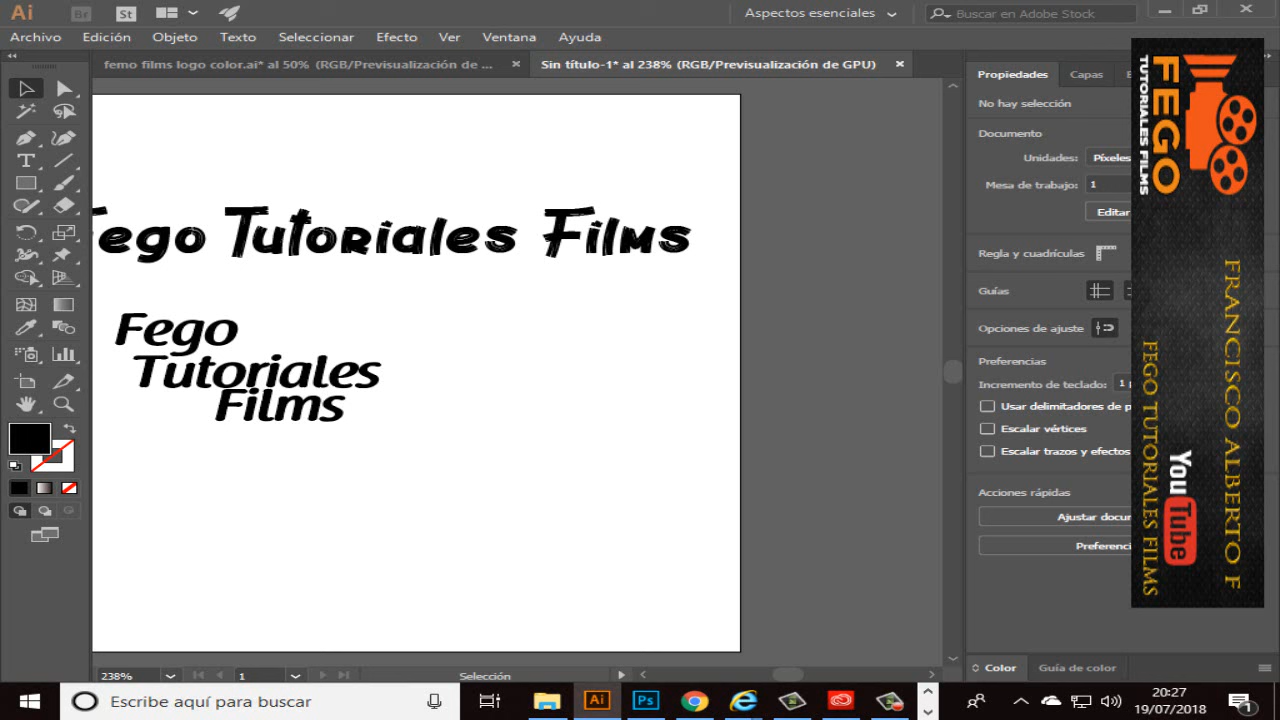 Ai Br St Aspectos esenciales Buscar en Adobe Stock
Archivo Edición Objeto Texto Seleccionar Efecto Ver Ventana Ayuda
femo films logo color.ai* al 50% (RGB/Previsualización de ... × Sin título-1* al 238% (RGB/Previsualización de GPU) ×
Fego Tutoriales Films
Fego
Tutoriales
Films
Propiedades Capas
No hay selección
Documento
Unidades: Píxeles
Mesa de trabajo: 1
Editar
Regla y cuadrículas
Guías
Opciones de ajuste
Preferencias
Incremento de teclado: 1
Usar delimitadores de p
Escalar vértices
Escalar trazos y efectos
Acciones rápidas
Ajustar docu
Preferenci
Color Guía de color
FEGO
TUTORIALES FILMS
FRANCISCO ALBERTO F
FEGO TUTORIALES FILMS
YouTube
238% 1 Selección
Escribe aquí para buscar
Ai Ps
20:27
19/07/2018
1